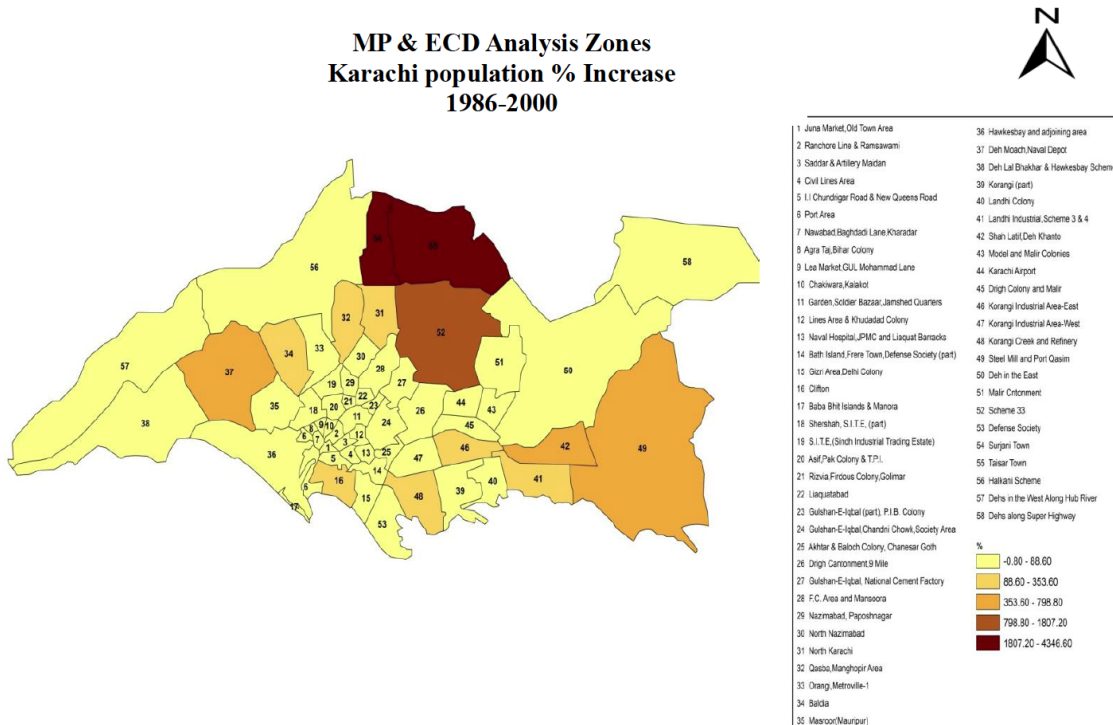 MP & ECD Analysis Zones
Karachi population % Increase
1986-2000
N
1 Juna Market,Old Town Area
2 Ranchore Line & Ramsawami
3 Saddar & Artillery Maidan
4 Civil Lines Area
5 I.I Chundrigar Road & New Queens Road
6 Port Area
7 Nawabad,Baghdadi Lane,Kharadar
8 Agra Taj,Bihar Colony
9 Lea Market,GUL Mohammad Lane
10 Chakiwara,Kalakot
11 Garden,Soldier Bazaar,Jamshed Quarters
12 Lines Area & Khudadad Colony
13 Naval Hospital,JPMC and Liaquat Barracks
14 Bath Island,Frere Town,Defense Society (part)
15 Gizri Area,Delhi Colony
16 Clifton
17 Baba Bhit Islands & Manora
18 Shershah, S.I.T.E, (part)
19 S.I.T.E,(Sindh Industrial Trading Estate)
20 Asif,Pak Colony & T.P.I.
21 Rizvia,Firdous Colony,Golimar
22 Liaquatabad
23 Gulshan-E-Iqbal (part), P.I.B. Colony
24 Gulshan-E-Iqbal,Chandni Chowk,Society Area
25 Akhtar & Baloch Colony, Chanesar Goth
26 Drigh Cantonment,9 Mile
27 Gulshan-E-Iqbal, National Cement Factory
28 F.C. Area and Mansoora
29 Nazimabad, Paposhnagar
30 North Nazimabad
31 North Karachi
32 Qasba,Manghopir Area
33 Orangi,Metroville-1
34 Baldia
35 Masroor(Mauripur)
36 Hawkesbay and adjoining area
37 Deh Moach,Naval Depot
38 Deh Lal Bhakhar & Hawkesbay Scheme
39 Korangi (part)
40 Landhi Colony
41 Landhi Industrial,Scheme 3 & 4
42 Shah Latif,Deh Khanto
43 Model and Malir Colonies
44 Karachi Airport
45 Drigh Colony and Malir
46 Korangi Industrial Area-East
47 Korangi Industrial Area-West
48 Korangi Creek and Refinery
49 Steel Mill and Port Qasim
50 Deh in the East
51 Malir Cntonment
52 Scheme 33
53 Defense Society
54 Surjani Town
55 Taisar Town
56 Halkani Scheme
57 Dehs in the West Along Hub River
58 Dehs along Super Highway
%
-0.80 - 88.60
88.60 - 353.60
353.60 - 798.80
798.80 - 1807.20
1807.20 - 4346.60
56
58
32
31
52
57
34
33
37
30
51
50
28
29
19
27
22
21
35
20
23
44
43
38
18
26
11
24
9
10
8
45
6
7
2
12
3
46
42
49
1
25
36
5
4
13
47
14
40
41
16
6
39
15
48
17
53